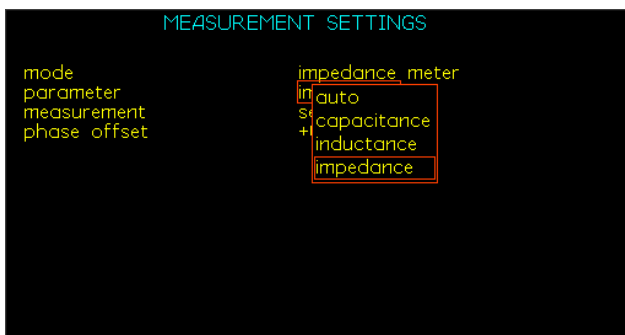 MEASUREMENT SETTINGS
mode impedance meter
parameter
measurement
phase offset
auto
capacitance
inductance
impedance